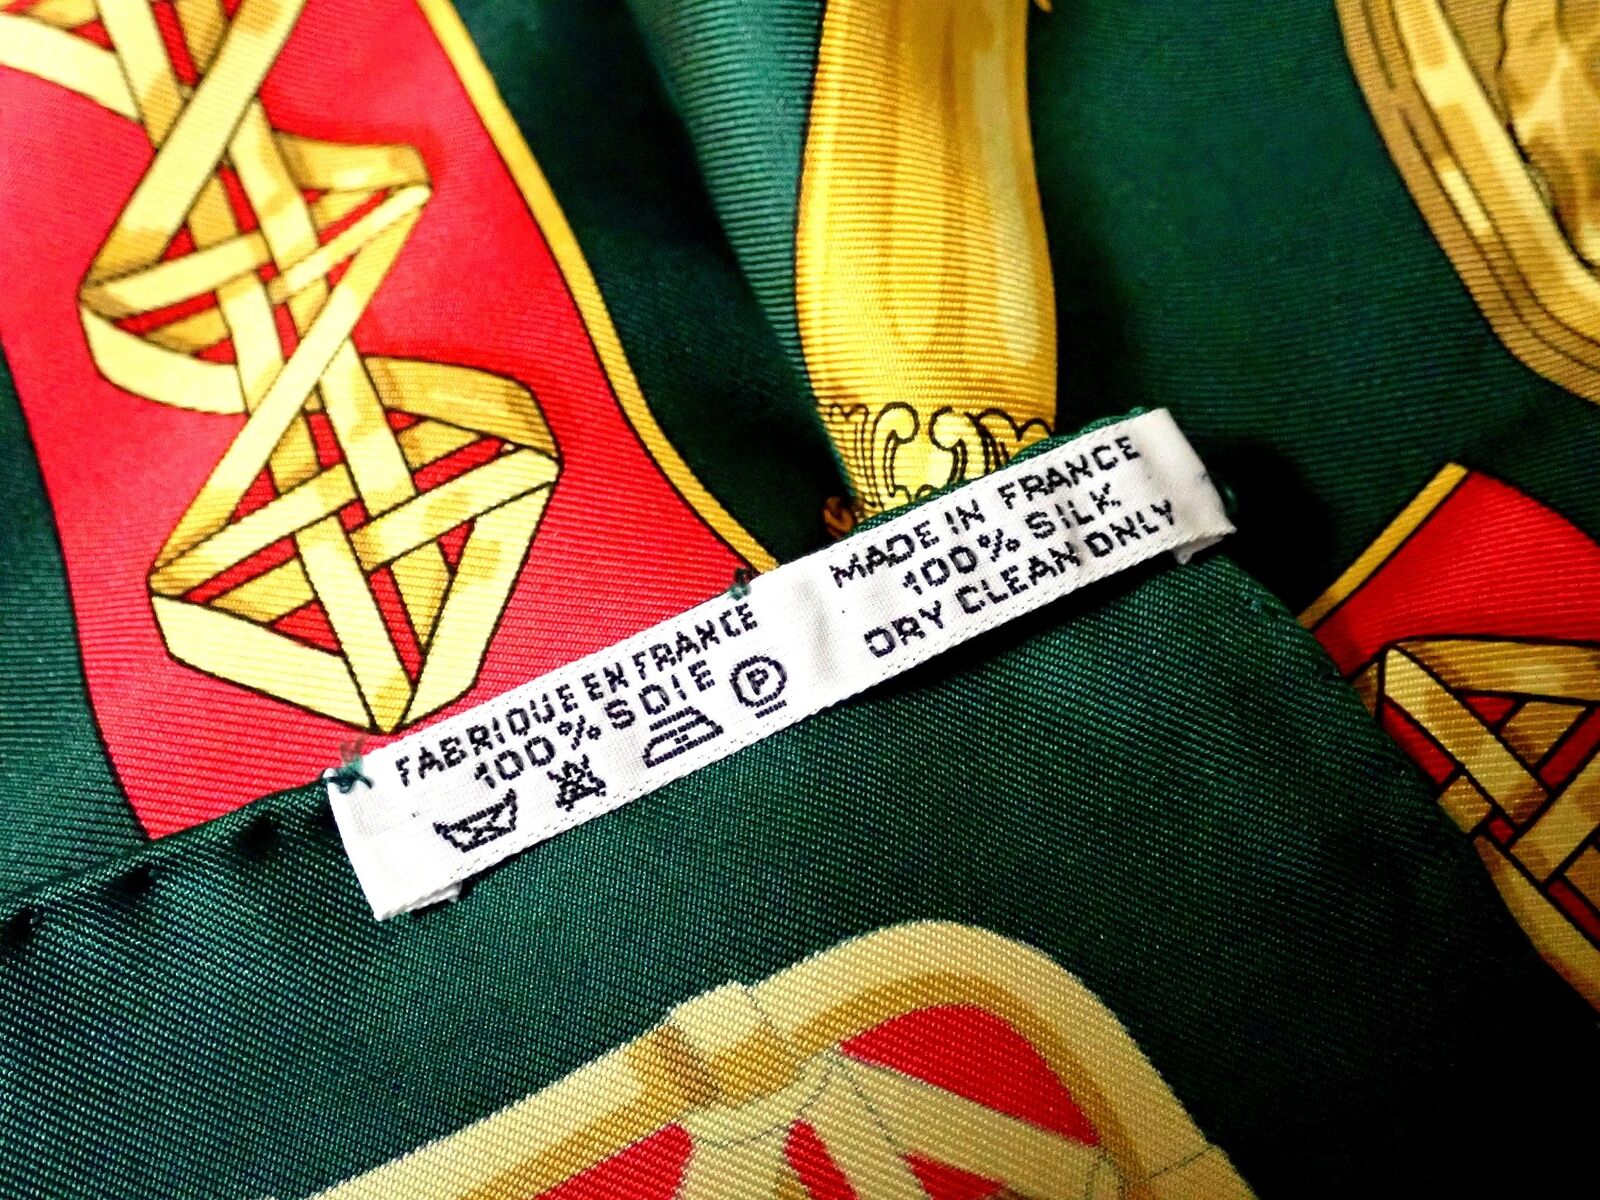 FABRIQUE EN FRANCE
100% SOIE
P
MADE IN FRANCE
100% SILK
DRY CLEAN ONLY